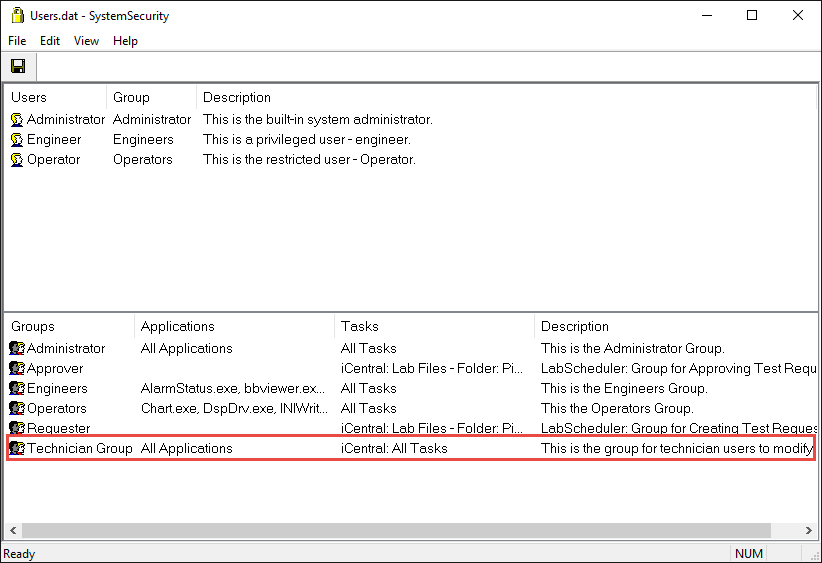 Users.dat - SystemSecurity
File Edit View Help
Users Group Description
Administrator Administrator This is the built-in system administrator.
Engineer Engineers This is a privileged user - engineer.
Operator Operators This is the restricted user - Operator.
Groups Applications Tasks Description
Administrator All Applications All Tasks This is the Administrator Group.
Approver iCentral: Lab Files - Folder: Pi... LabScheduler: Group for Approving Test Requ
Engineers AlarmStatus.exe, bbviewer.ex... All Tasks This is the Engineers Group.
Operators Chart.exe, DspDrv.exe, INIWrit... All Tasks This the Operators Group.
Requester iCentral: Lab Files - Folder: Pi... LabScheduler: Group for Creating Test Reques
Technician Group All Applications iCentral: All Tasks This is the group for technician users to modify
Ready NUM